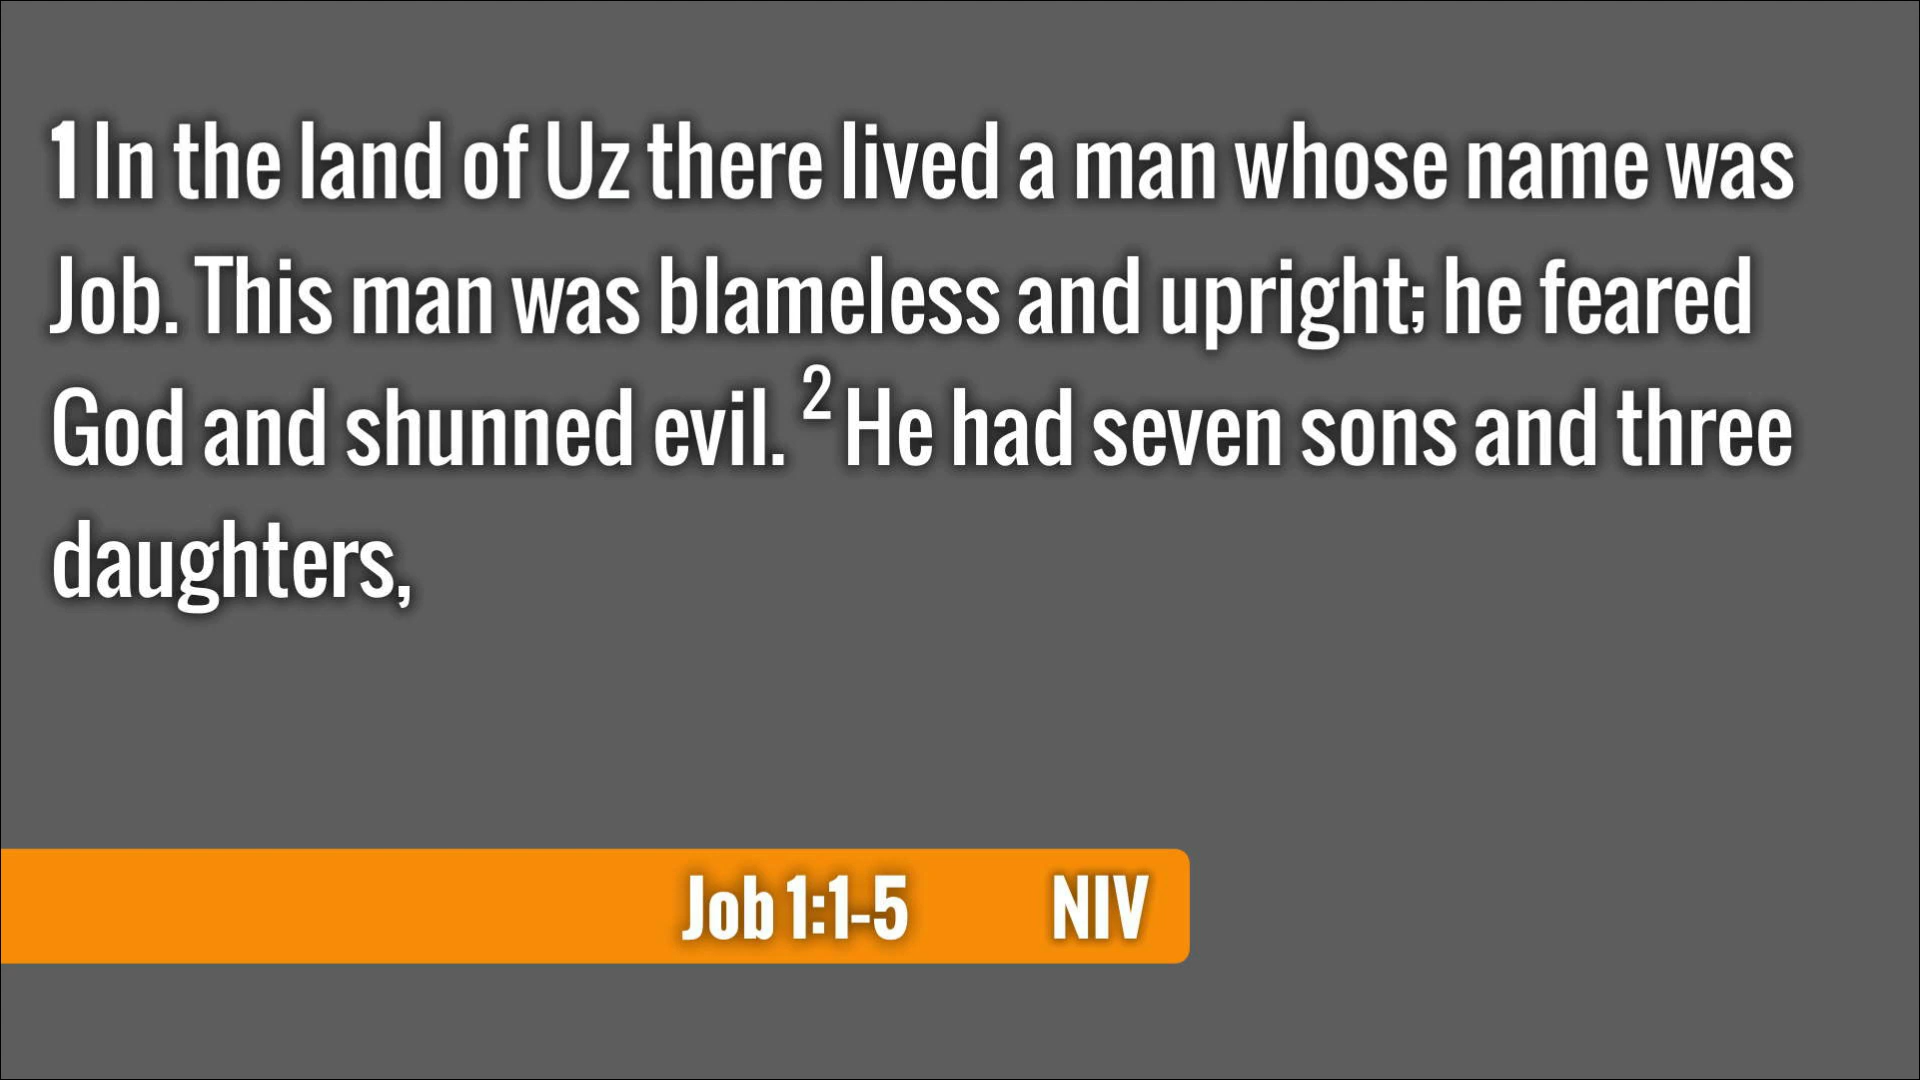 1 In the land of Uz there lived a man whose name was
Job. This man was blameless and upright; he feared
God and shunned evil. 2 He had seven sons and three
daughters,
Job 1:1-5 NIV